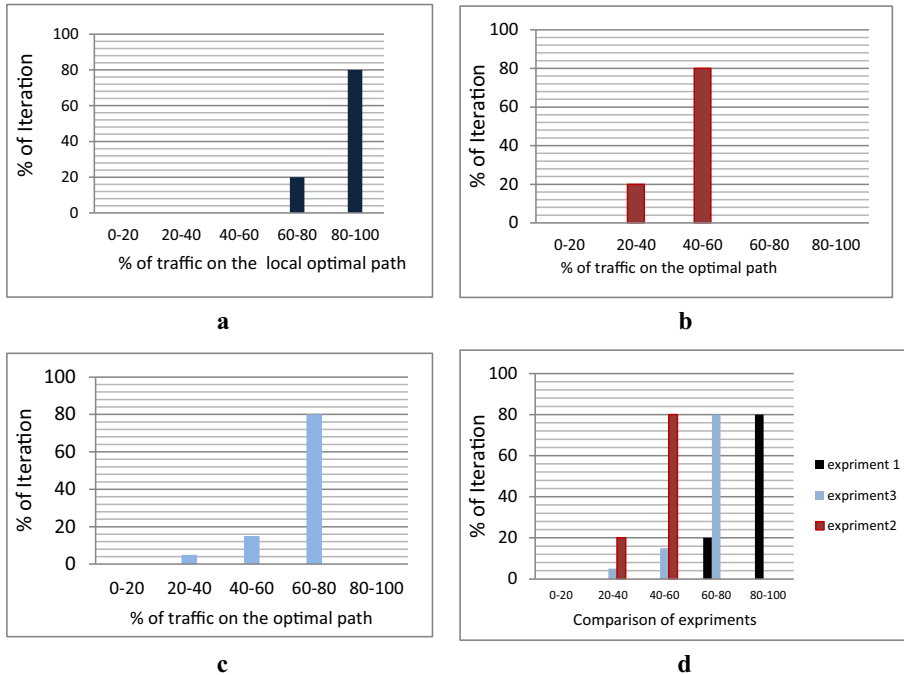 % of Iteration
100
80
60
40
20
0
0-20 20-40 40-60 60-80 80-100
% of traffic on the local optimal path
a
% of Iteration
100
80
60
40
20
0
0-20 20-40 40-60 60-80 80-100
% of traffic on the optimal path
b
% of Iteration
100
80
60
40
20
0
0-20 20-40 40-60 60-80 80-100
% of traffic on the optimal path
c
% of Iteration
100
80
60
40
20
0
0-20 20-40 40-60 60-80 80-100
Comparison of expriments
expriment 1
expriment3
expriment2
d